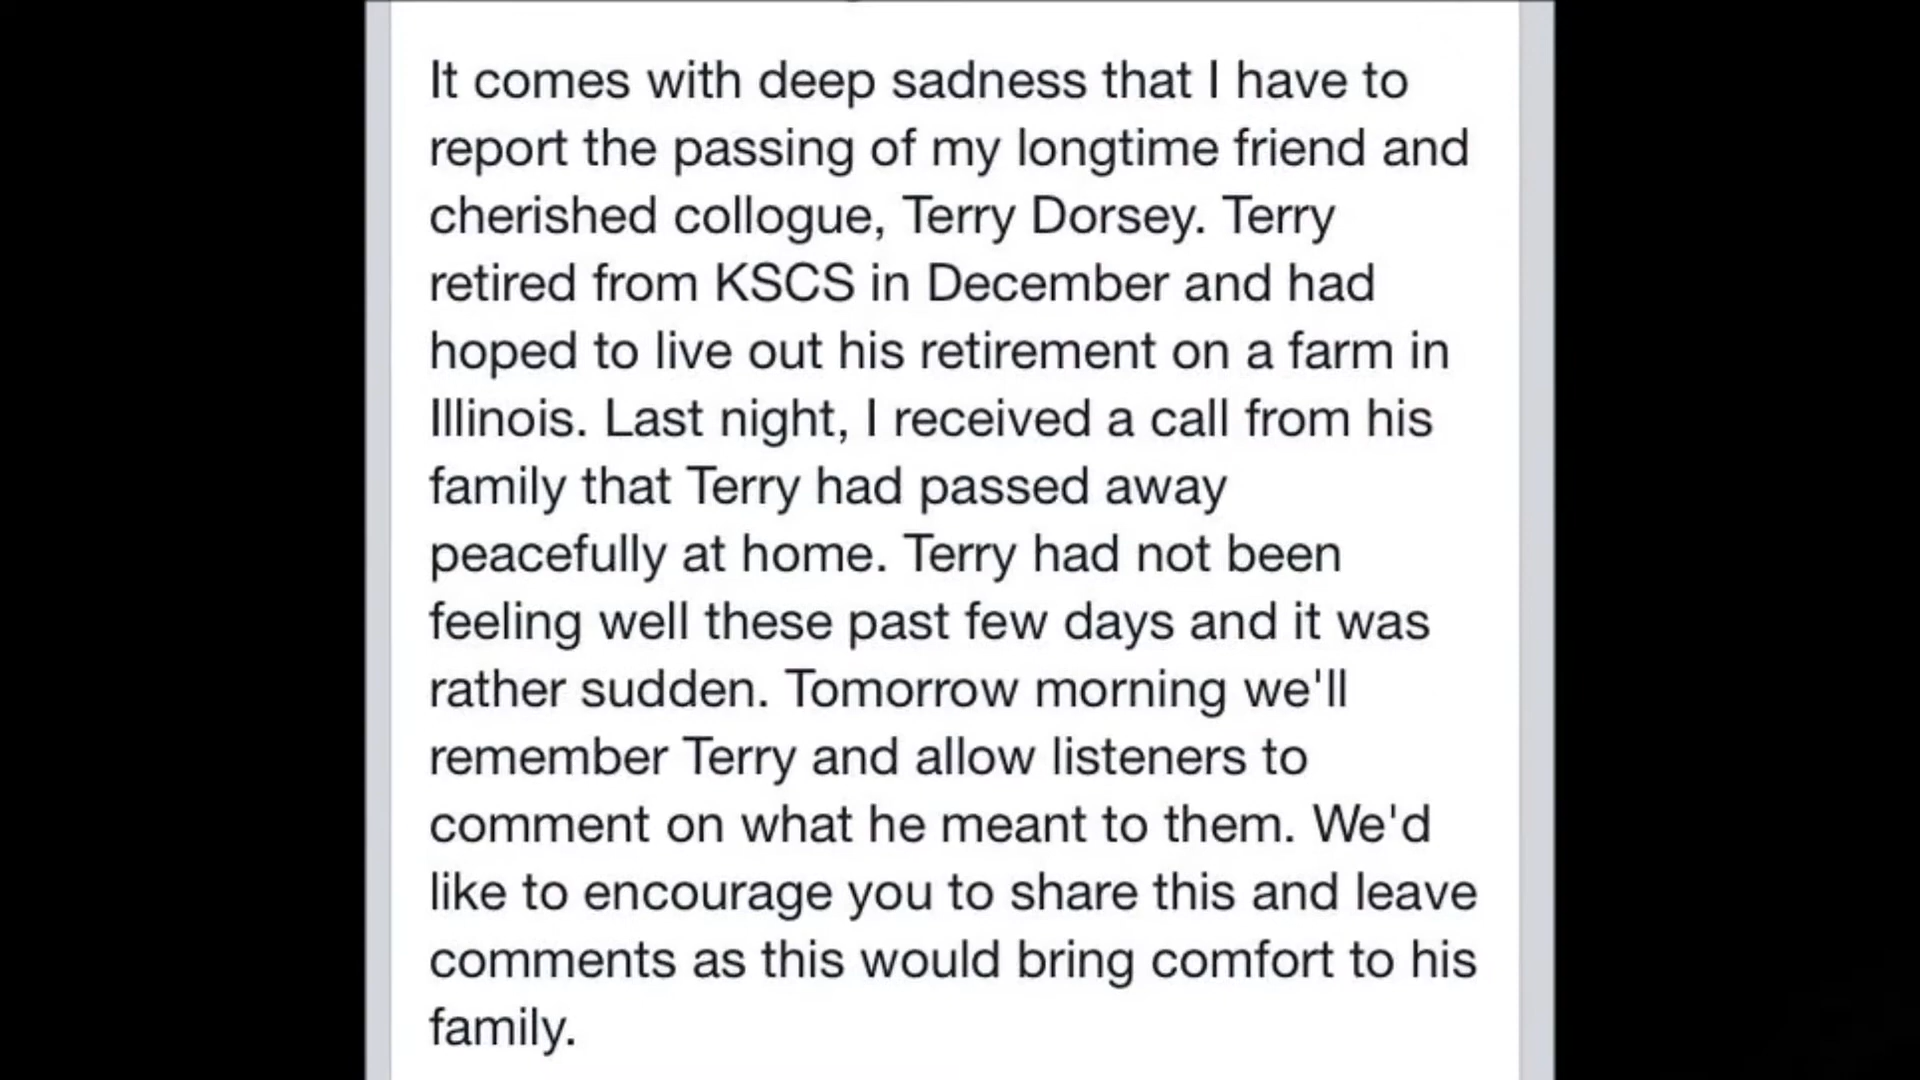 It comes with deep sadness that I have to
report the passing of my longtime friend and
cherished collogue, Terry Dorsey. Terry
retired from KSCS in December and had
hoped to live out his retirement on a farm in
Illinois. Last night, I received a call from his
family that Terry had passed away
peacefully at home. Terry had not been
feeling well these past few days and it was
rather sudden. Tomorrow morning we'll
remember Terry and allow listeners to
comment on what he meant to them. We'd
like to encourage you to share this and leave
comments as this would bring comfort to his
family.